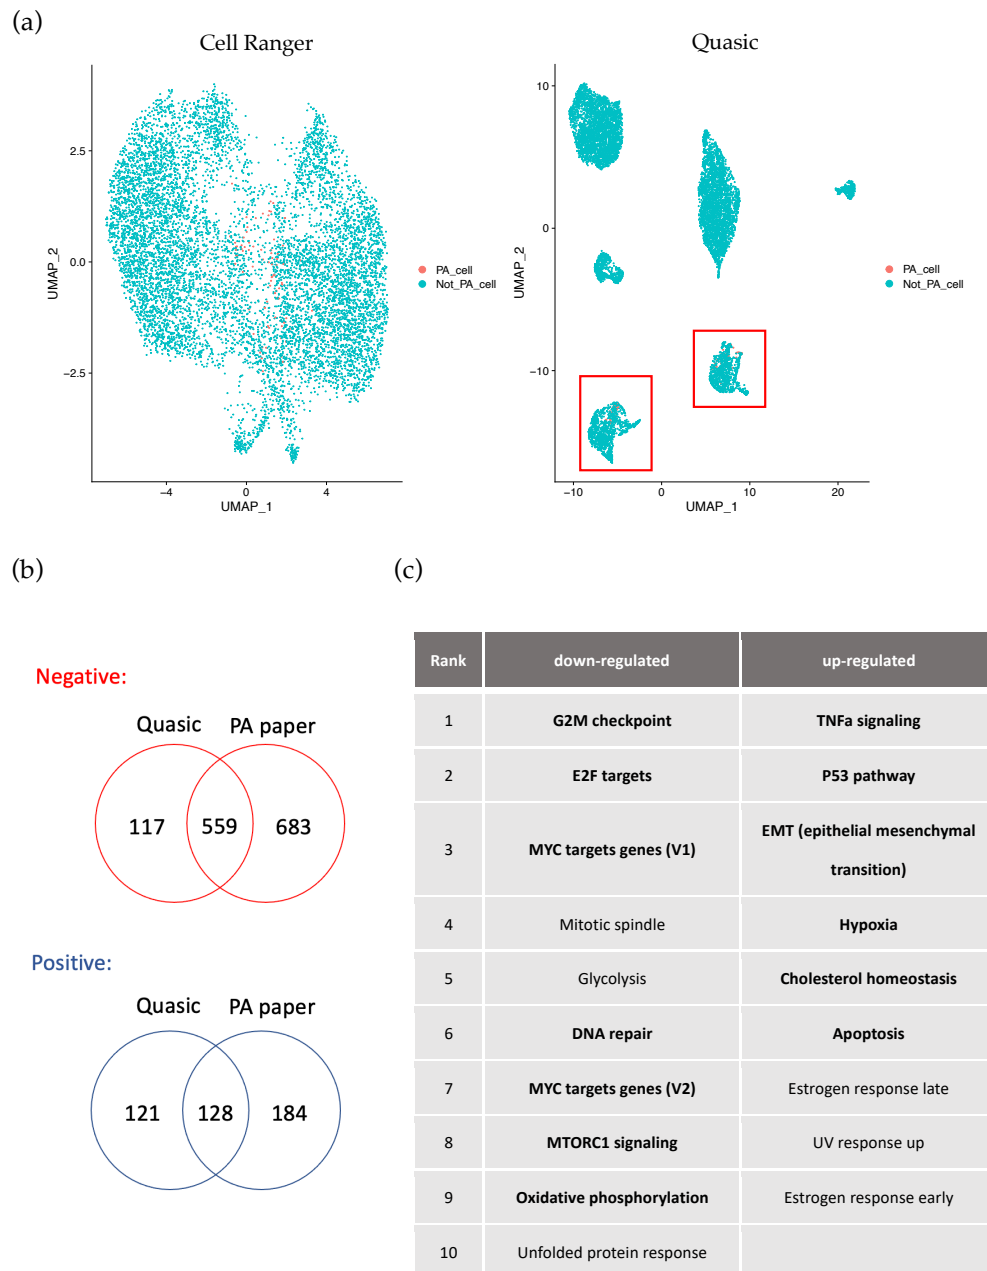 (a)
Cell Ranger
Quasic
2.5
0.0
−2.5
UMAP_2
−4
0
4
UMAP_1
PA_cell
Not_PA_cell
10
0
−10
UMAP_2
−10
0
10
20
UMAP_1
PA_cell
Not_PA_cell
(b)
Negative:
Quasic PA paper
117 559 683
Positive:
Quasic PA paper
121 128 184
(c)
Rank down-regulated up-regulated
1 G2M checkpoint TNFa signaling
2 E2F targets P53 pathway
3 MYC targets genes (V1) EMT (epithelial mesenchymal
transition)
4 Mitotic spindle Hypoxia
5 Glycolysis Cholesterol homeostasis
6 DNA repair Apoptosis
7 MYC targets genes (V2) Estrogen response late
8 MTORC1 signaling UV response up
9 Oxidative phosphorylation Estrogen response early
10 Unfolded protein response